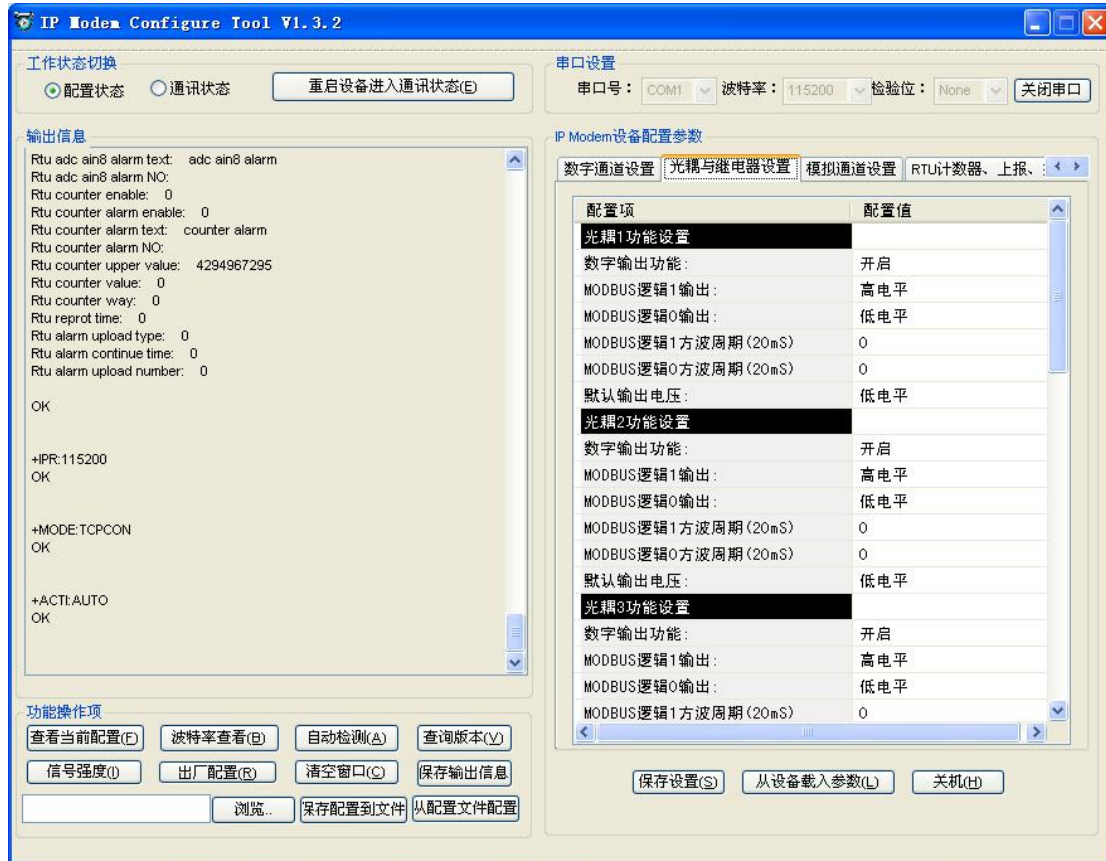 IP Modem Configure Tool V1.3.2
工作状态切换
配置状态 通讯状态 重启设备进入通讯状态(E)
串口设置
串口号： COM1 波特率： 115200 检验位： None 关闭串口
输出信息
Rtu adc ain8 alarm text: adc ain8 alarm
Rtu adc ain8 alarm NO:
Rtu counter enable: 0
Rtu counter alarm enable: 0
Rtu counter alarm text: counter alarm
Rtu counter alarm NO:
Rtu counter upper value: 4294967295
Rtu counter value: 0
Rtu counter way: 0
Rtu reprot time: 0
Rtu alarm upload type: 0
Rtu alarm continue time: 0
Rtu alarm upload number: 0
OK
+IPR:115200
OK
+MODE:TCPCON
OK
+ACTI:AUTO
OK
功能操作项
查看当前配置(F) 波特率查看(B) 自动检测(A) 查询版本(V)
信号强度(I) 出厂配置(R) 清空窗口(C) 保存输出信息
浏览.. 保存配置到文件 从配置文件配置
IP Modem设备配置参数
数字通道设置 光耦与继电器设置 模拟通道设置 RTU计数器、上报、
配置项 配置值
光耦1功能设置
数字输出功能: 开启
MODBUS逻辑1输出: 高电平
MODBUS逻辑0输出: 低电平
MODBUS逻辑1方波周期(20mS) 0
MODBUS逻辑0方波周期(20mS) 0
默认输出电压: 低电平
光耦2功能设置
数字输出功能: 开启
MODBUS逻辑1输出: 高电平
MODBUS逻辑0输出: 低电平
MODBUS逻辑1方波周期(20mS) 0
MODBUS逻辑0方波周期(20mS) 0
默认输出电压: 低电平
光耦3功能设置
数字输出功能: 开启
MODBUS逻辑1输出: 高电平
MODBUS逻辑0输出: 低电平
MODBUS逻辑1方波周期(20mS) 0
保存设置(S) 从设备载入参数(L) 关机(H)